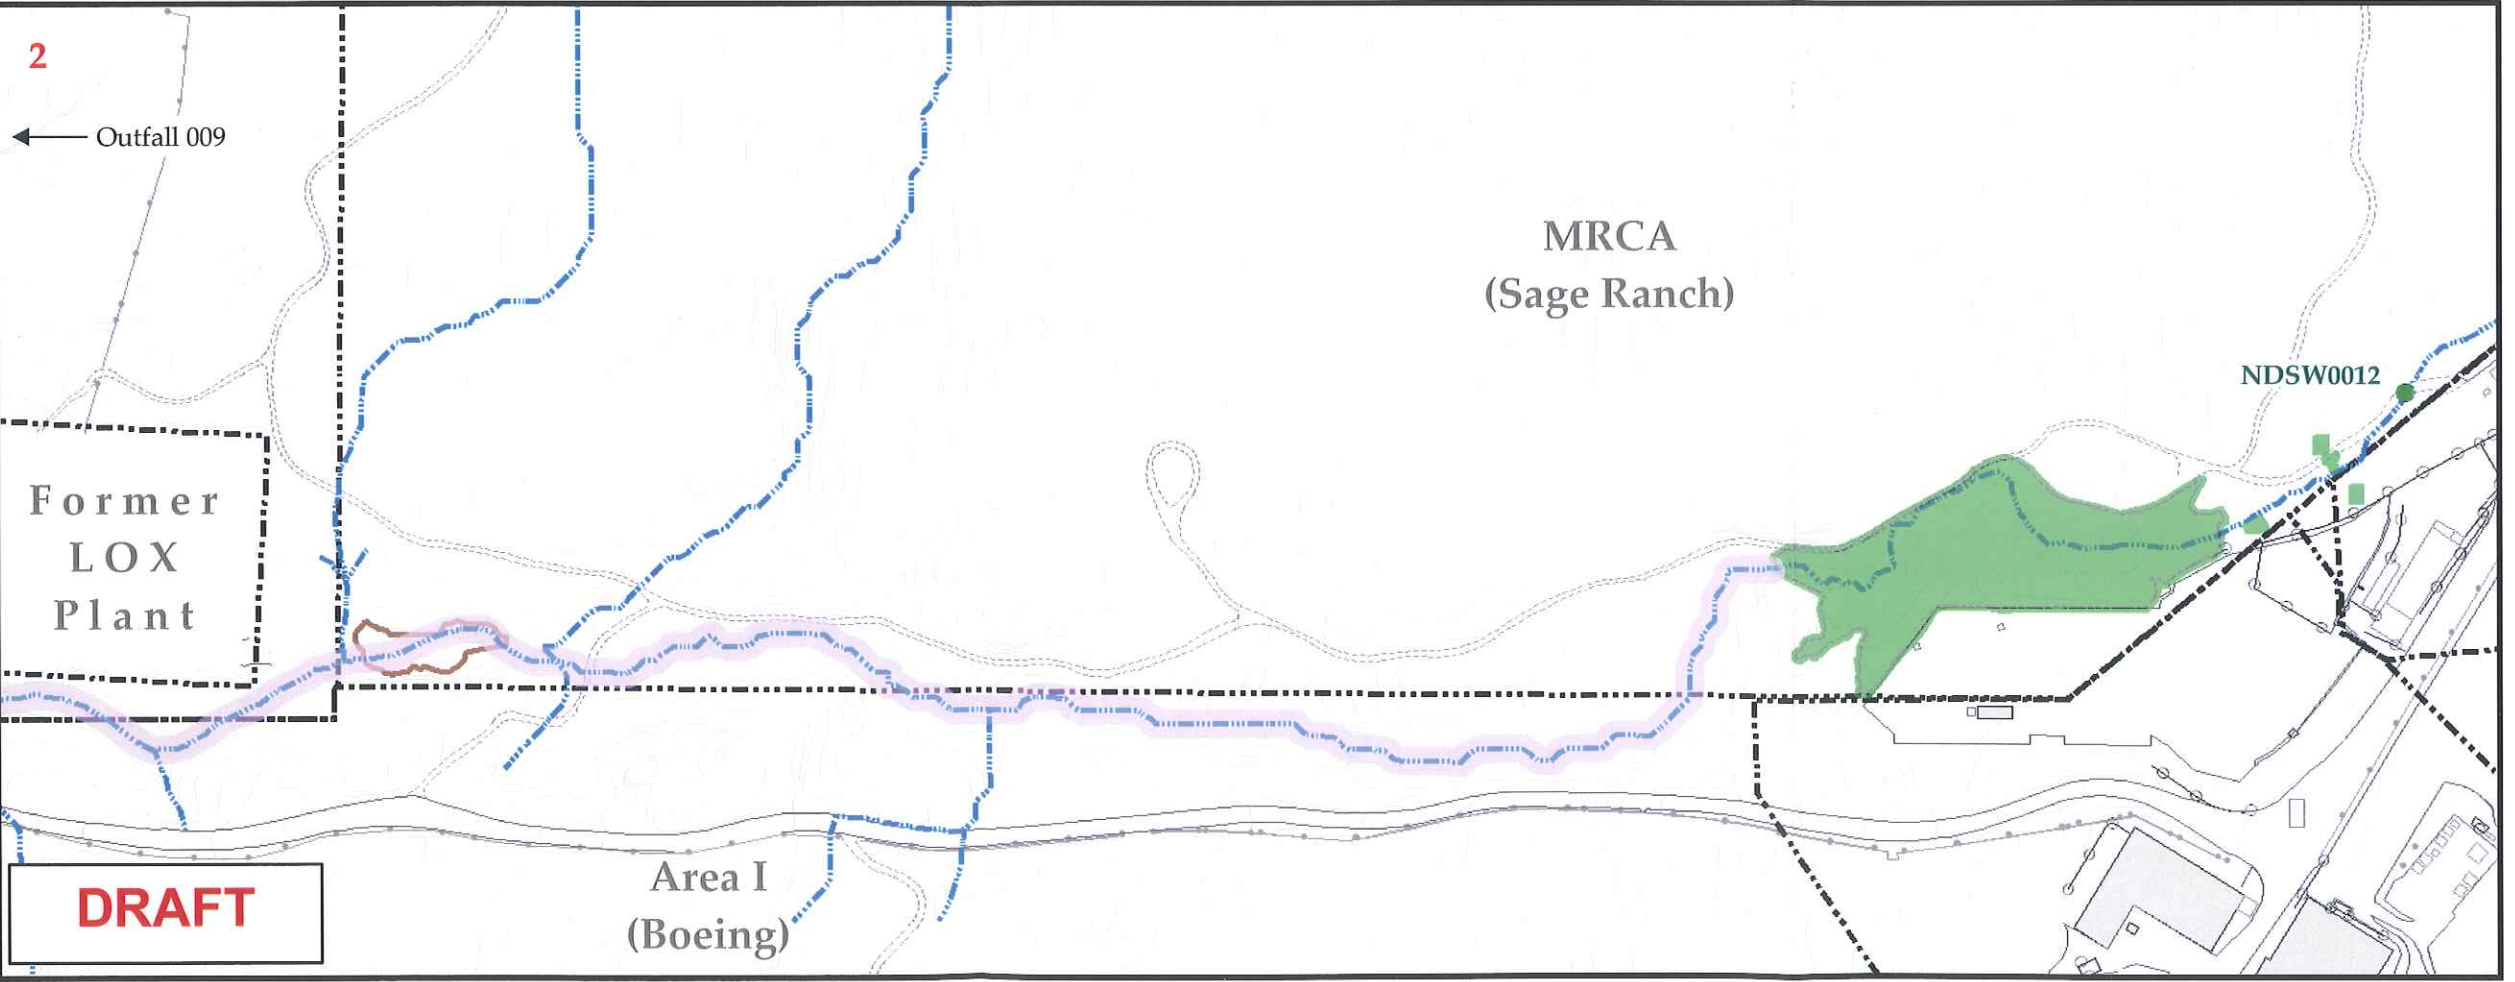 2
Outfall 009
MRCA
(Sage Ranch)
NDSW0012
Former
LOX
Plant
Area I
(Boeing)
DRAFT